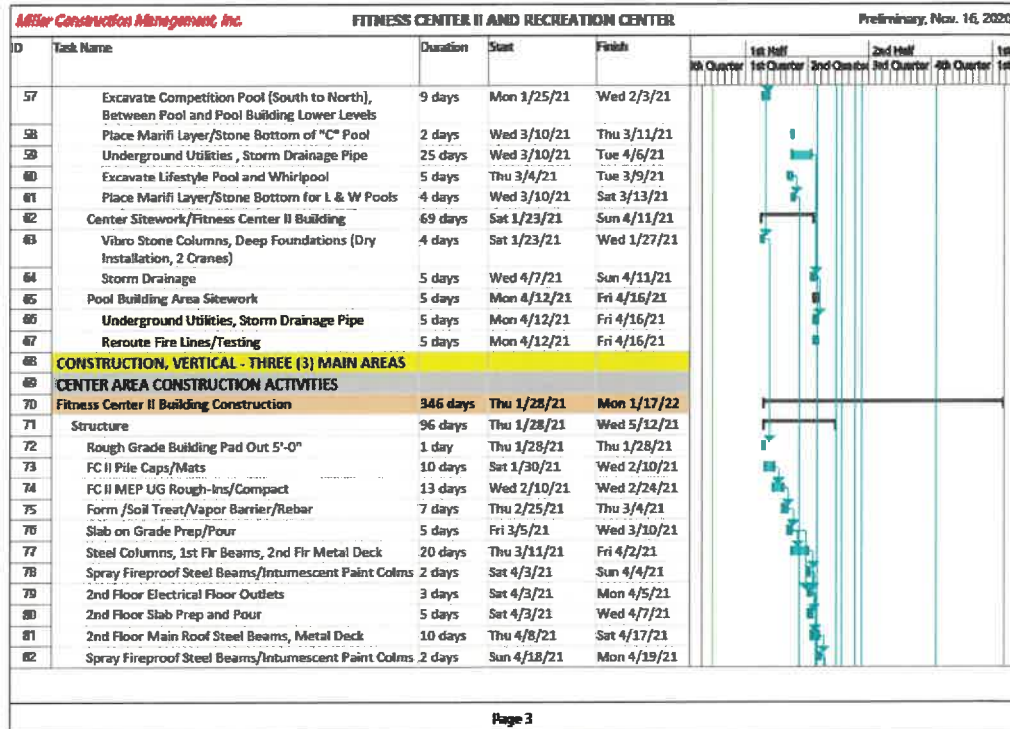 Miller Construction Management, Inc. FITNESS CENTER II AND RECREATION CENTER Preliminary, Nov. 16, 2020
ID Task Name Duration Start Finish 1st Half 2nd Half 1st
4th Quarter 1st Quarter 2nd Quarter 3rd Quarter 4th Quarter 1st
57 Excavate Competition Pool (South to North), 9 days Mon 1/25/21 Wed 2/3/21
Between Pool and Pool Building Lower Levels
58 Place Marifi Layer/Stone Bottom of "C" Pool 2 days Wed 3/10/21 Thu 3/11/21
59 Underground Utilities , Storm Drainage Pipe 25 days Wed 3/10/21 Tue 4/6/21
60 Excavate Lifestyle Pool and Whirlpool 5 days Thu 3/4/21 Tue 3/9/21
61 Place Marifi Layer/Stone Bottom for L & W Pools 4 days Wed 3/10/21 Sat 3/13/21
62 Center Sitework/Fitness Center II Building 69 days Sat 1/23/21 Sun 4/11/21
63 Vibro Stone Columns, Deep Foundations (Dry 4 days Sat 1/23/21 Wed 1/27/21
Installation, 2 Cranes)
64 Storm Drainage 5 days Wed 4/7/21 Sun 4/11/21
65 Pool Building Area Sitework 5 days Mon 4/12/21 Fri 4/16/21
66 Underground Utilities, Storm Drainage Pipe 5 days Mon 4/12/21 Fri 4/16/21
67 Reroute Fire Lines/Testing 5 days Mon 4/12/21 Fri 4/16/21
68 CONSTRUCTION, VERTICAL - THREE (3) MAIN AREAS
69 CENTER AREA CONSTRUCTION ACTIVITIES
70 Fitness Center II Building Construction 346 days Thu 1/28/21 Mon 1/17/22
71 Structure 96 days Thu 1/28/21 Wed 5/12/21
72 Rough Grade Building Pad Out 5'-0" 1 day Thu 1/28/21 Thu 1/28/21
73 FC II Pile Caps/Mats 10 days Sat 1/30/21 Wed 2/10/21
74 FC II MEP UG Rough-Ins/Compact 13 days Wed 2/10/21 Wed 2/24/21
75 Form /Soil Treat/Vapor Barrier/Rebar 7 days Thu 2/25/21 Thu 3/4/21
76 Slab on Grade Prep/Pour 5 days Fri 3/5/21 Wed 3/10/21
77 Steel Columns, 1st Flr Beams, 2nd Flr Metal Deck 20 days Thu 3/11/21 Fri 4/2/21
78 Spray Fireproof Steel Beams/Intumescent Paint Colms 2 days Sat 4/3/21 Sun 4/4/21
79 2nd Floor Electrical Floor Outlets 3 days Sat 4/3/21 Mon 4/5/21
80 2nd Floor Slab Prep and Pour 5 days Sat 4/3/21 Wed 4/7/21
81 2nd Floor Main Roof Steel Beams, Metal Deck 10 days Thu 4/8/21 Sat 4/17/21
82 Spray Fireproof Steel Beams/Intumescent Paint Colms 2 days Sun 4/18/21 Mon 4/19/21
Page 3